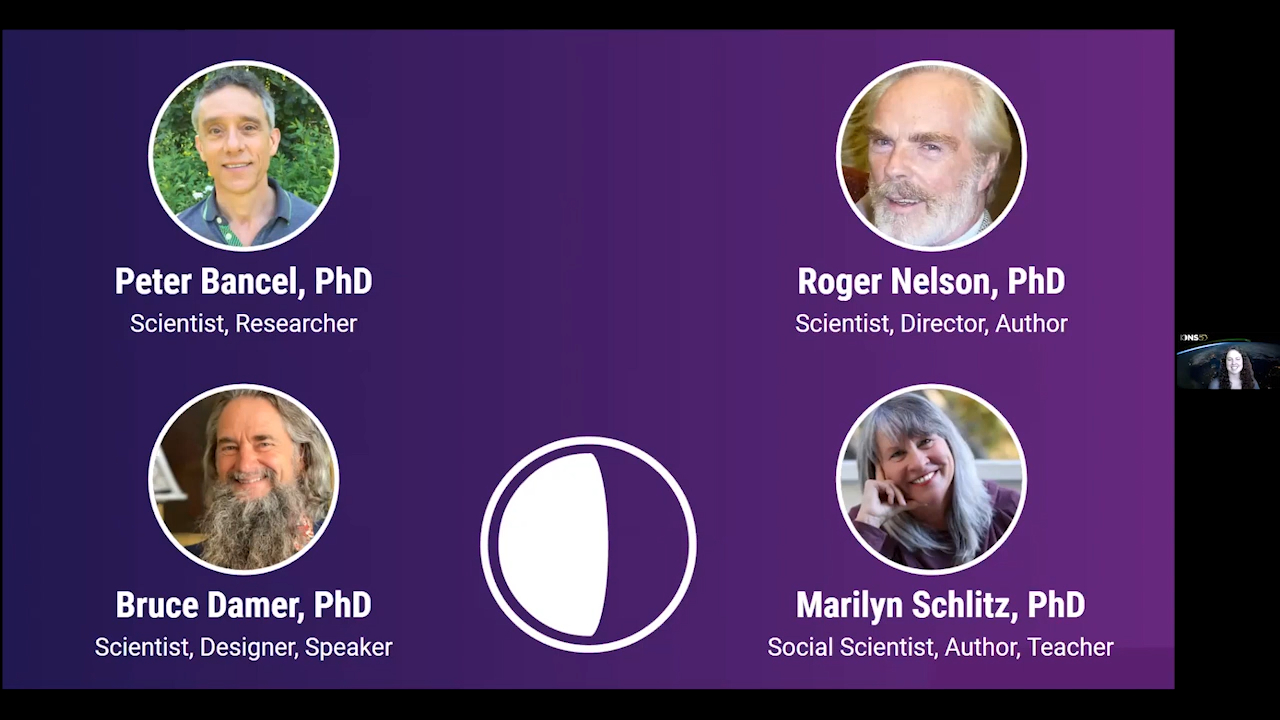 Peter Bancel, PhD
Scientist, Researcher
Roger Nelson, PhD
Scientist, Director, Author
Bruce Damer, PhD
Scientist, Designer, Speaker
Marilyn Schlitz, PhD
Social Scientist, Author, Teacher